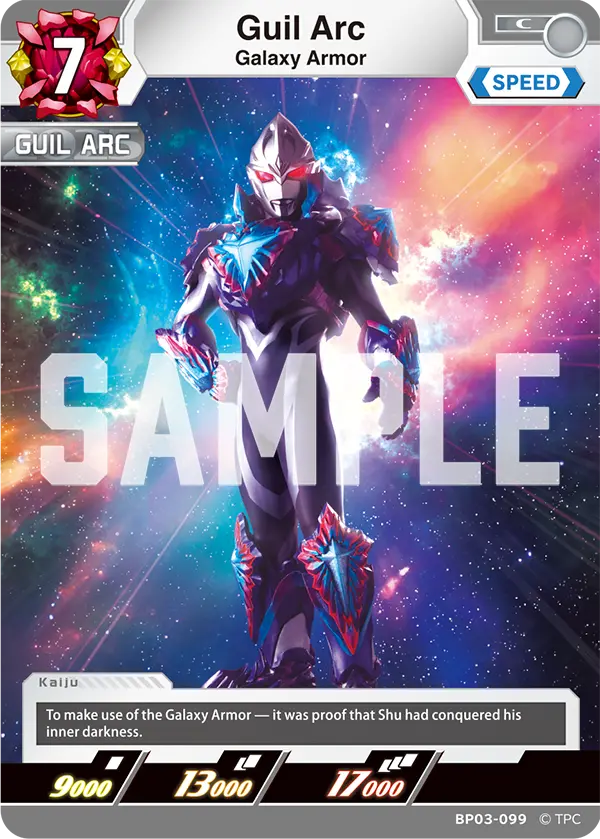 7
Guil Arc
Galaxy Armor
C
SPEED
GUIL ARC
SAMPLE
Kaiju
To make use of the Galaxy Armor — it was proof that Shu had conquered his
inner darkness.
9000 13000 17000
BP03-099 © TPC